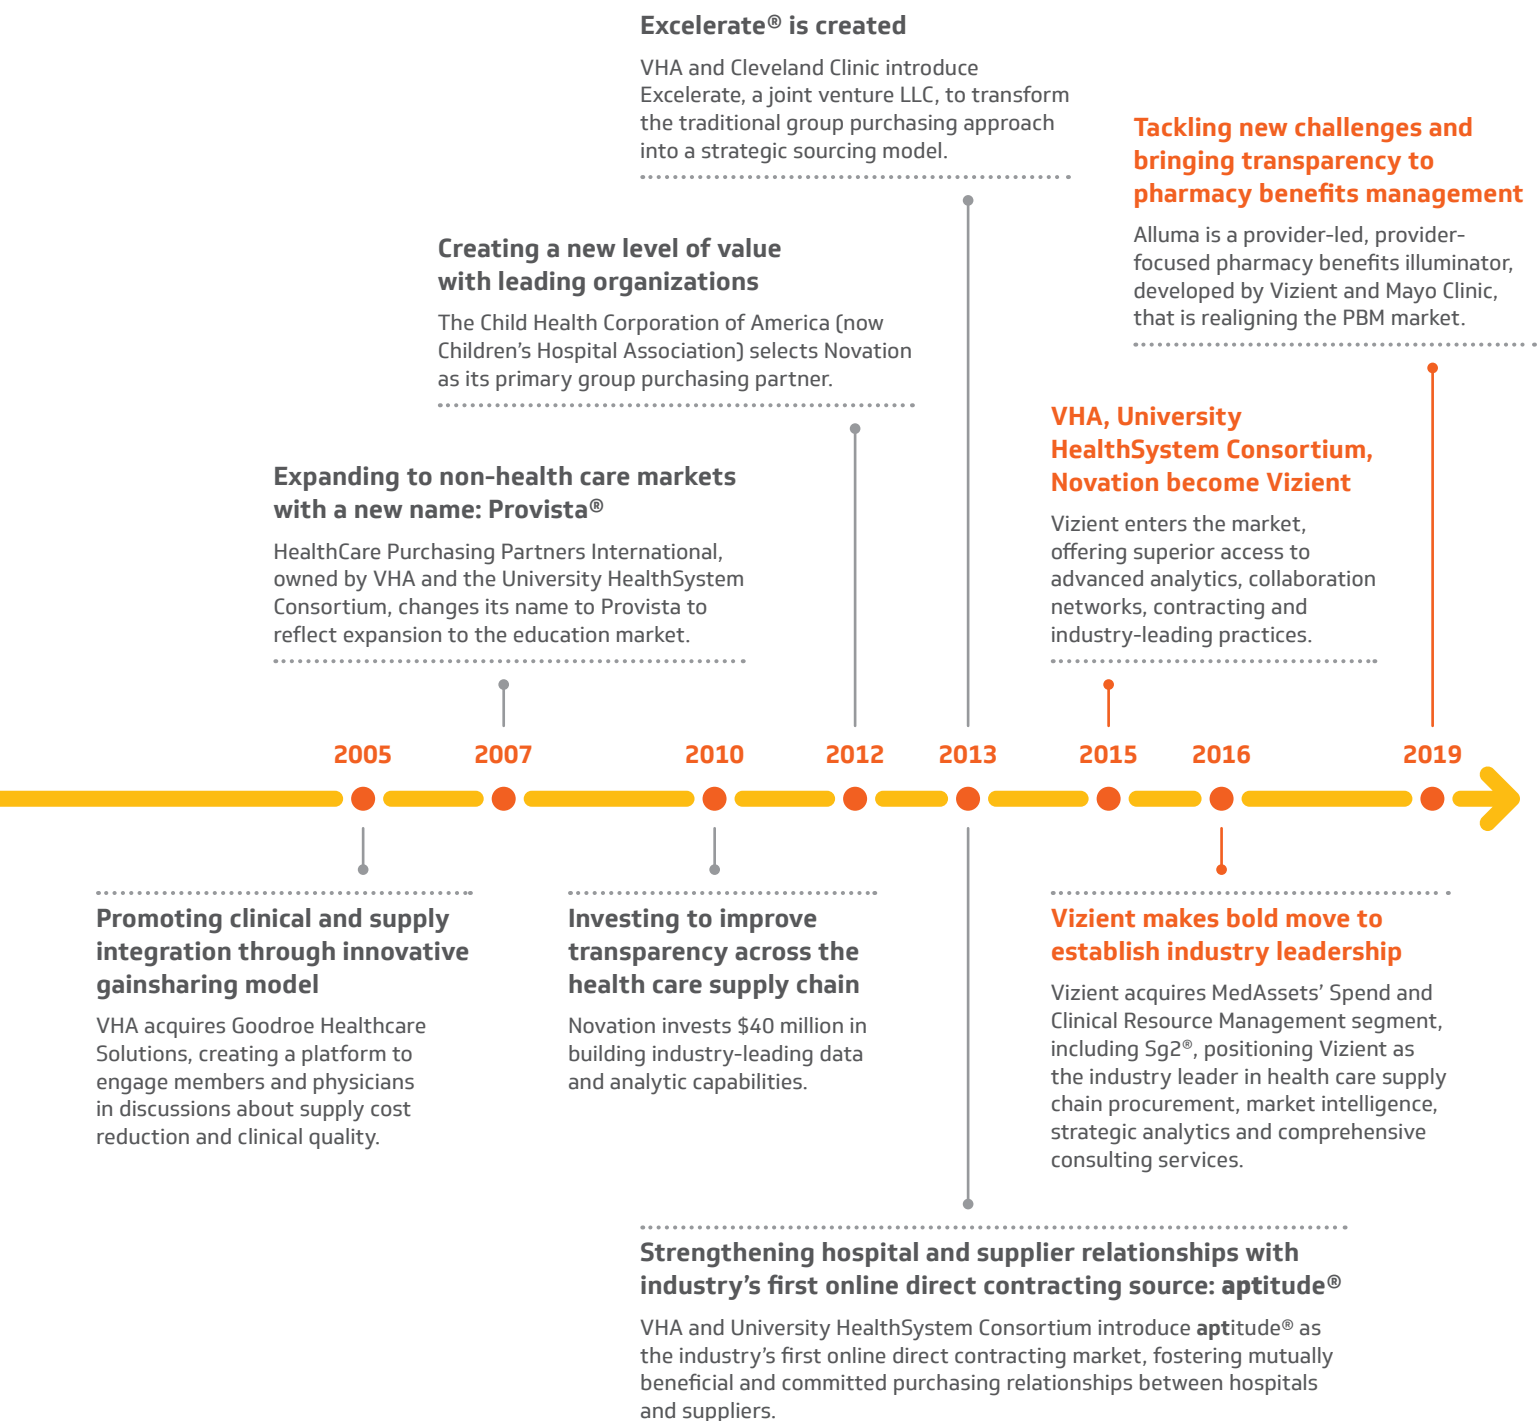 Excelerate® is created
VHA and Cleveland Clinic introduce
Excelerate, a joint venture LLC, to transform
the traditional group purchasing approach
into a strategic sourcing model.
Tackling new challenges and
bringing transparency to
pharmacy benefits management
Alluma is a provider-led, provider-
focused pharmacy benefits illuminator,
developed by Vizient and Mayo Clinic,
that is realigning the PBM market.
Creating a new level of value
with leading organizations
The Child Health Corporation of America (now
Children's Hospital Association) selects Novation
as its primary group purchasing partner.
VHA, University
HealthSystem Consortium,
Novation become Vizient
Vizient enters the market,
offering superior access to
advanced analytics, collaboration
networks, contracting and
industry-leading practices.
Expanding to non-health care markets
with a new name: Provista®
HealthCare Purchasing Partners International,
owned by VHA and the University HealthSystem
Consortium, changes its name to Provista to
reflect expansion to the education market.
2005 2007 2010 2012 2013 2015 2016 2019
Promoting clinical and supply
integration through innovative
gainsharing model
VHA acquires Goodroe Healthcare
Solutions, creating a platform to
engage members and physicians
in discussions about supply cost
reduction and clinical quality.
Investing to improve
transparency across the
health care supply chain
Novation invests $40 million in
building industry-leading data
and analytic capabilities.
Vizient makes bold move to
establish industry leadership
Vizient acquires MedAssets' Spend and
Clinical Resource Management segment,
including Sg2®, positioning Vizient as
the industry leader in health care supply
chain procurement, market intelligence,
strategic analytics and comprehensive
consulting services.
Strengthening hospital and supplier relationships with
industry's first online direct contracting source: aptitude®
VHA and University HealthSystem Consortium introduce aptitude® as
the industry's first online direct contracting market, fostering mutually
beneficial and committed purchasing relationships between hospitals
and suppliers.